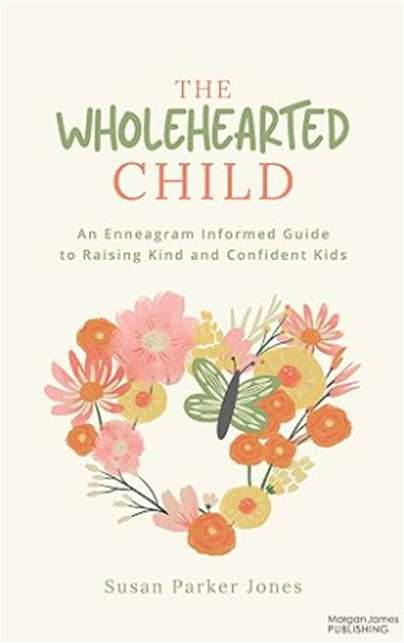 THE
WHOLEHEARTED
CHILD
An Enneagram Informed Guide
to Raising Kind and Confident Kids
Susan Parker Jones
Morgan James
PUBLISHING